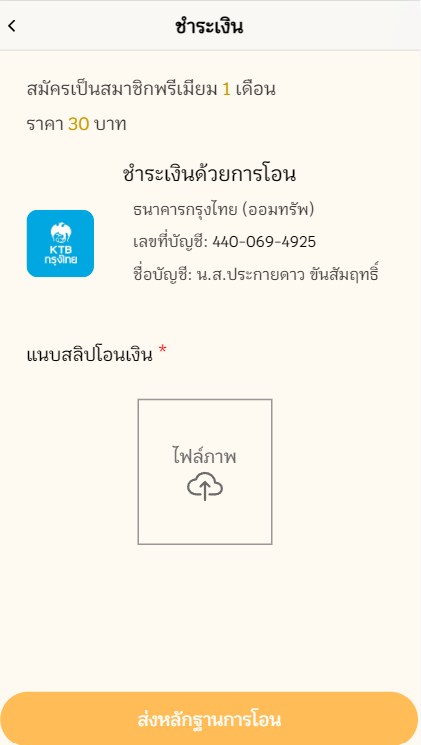 ชำระเงิน
สมัครเป็นสมาชิกพรีเมียม 1 เดือน
ราคา 30 บาท
ชำระเงินด้วยการโอน
ธนาคารกรุงไทย (ออมทรัพ)
KTB
กรุงไทย
เลขที่บัญชี: 440-069-4925
ชื่อบัญชี: น.ส.ประกายดาว ขันสัมฤทธิ์
แนบสลิปโอนเงิน *
ไฟล์ภาพ
ส่งหลักฐานการโอน